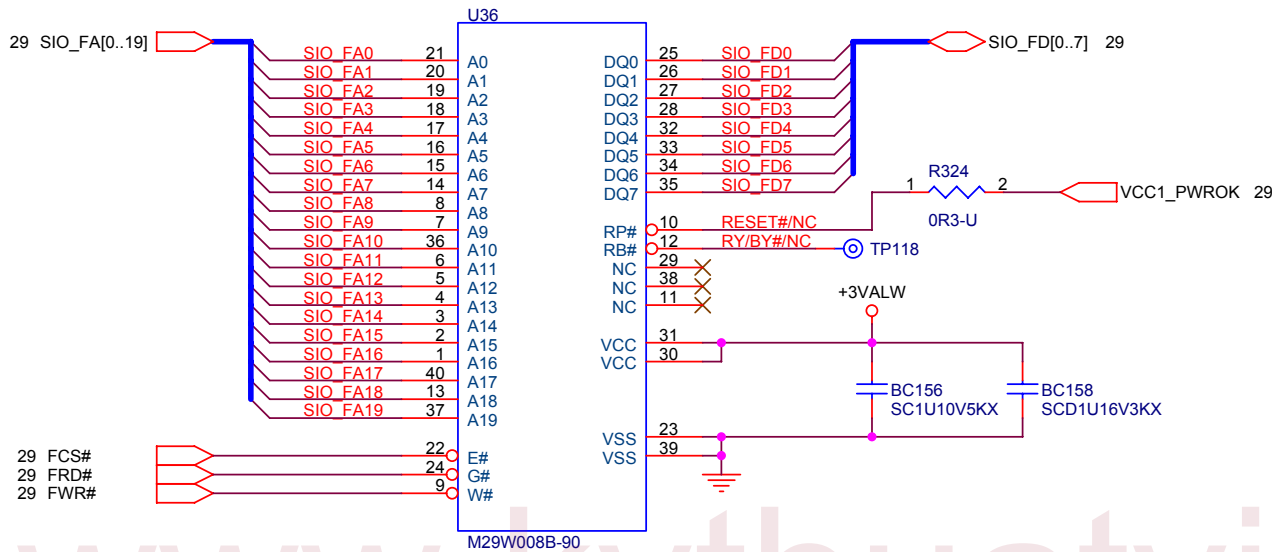 U36
29 SIO_FA[0..19]
SIO_FD[0..7] 29
SIO_FA0 21 A0 DQ0 25 SIO_FD0
SIO_FA1 20 A1 DQ1 26 SIO_FD1
SIO_FA2 19 A2 DQ2 27 SIO_FD2
SIO_FA3 18 A3 DQ3 28 SIO_FD3
SIO_FA4 17 A4 DQ4 32 SIO_FD4
SIO_FA5 16 A5 DQ5 33 SIO_FD5
SIO_FA6 15 A6 DQ6 34 SIO_FD6
SIO_FA7 14 A7 DQ7 35 SIO_FD7
R324
1 2
VCC1_PWROK 29
0R3-U
SIO_FA8 8 A8
SIO_FA9 7 A9 RP# 10 RESET#/NC
SIO_FA10 36 A10 RB# 12 RY/BY#/NC TP118
SIO_FA11 6 A11 NC 29
SIO_FA12 5 A12 NC 38
SIO_FA13 4 A13 NC 11
+3VALW
SIO_FA14 3 A14
SIO_FA15 2 A15 VCC 31
SIO_FA16 1 A16 VCC 30
SIO_FA17 40 A17
SIO_FA18 13 A18
SIO_FA19 37 A19
BC156
SC1U10V5KX
BC158
SCD1U16V3KX
VSS 23
VSS 39
29 FCS# 22 E#
29 FRD# 24 G#
29 FWR# 9 W#
M29W008B-90